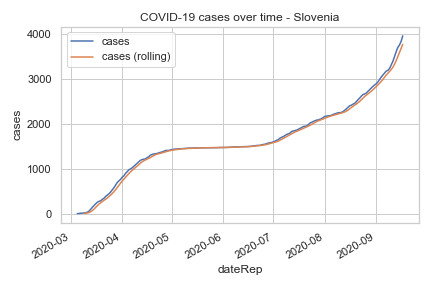 COVID-19 cases over time - Slovenia
cases
cases (rolling)
4000
3000
2000
1000
0
cases
2020-03
2020-04
2020-05
2020-06
2020-07
2020-08
2020-09
dateRep